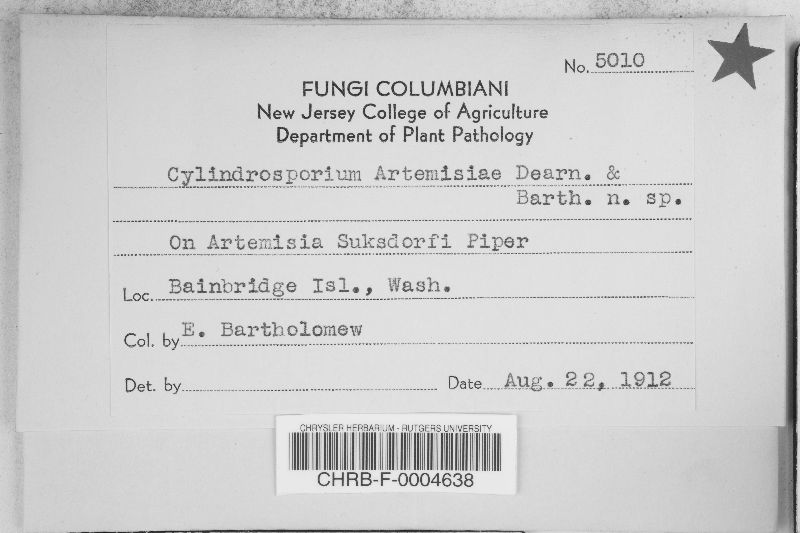 No. 5010
FUNGI COLUMBIANI
New Jersey College of Agriculture
Department of Plant Pathology
Cylindrosporium Artemisiae Dearn. &
Barth. n. sp.
On Artemisia Suksdorfi Piper
Loc. Bainbridge Isl., Wash.
Col. by E. Bartholomew
Det. by Date Aug. 22, 1912
CHRYSLER HERBARIUM - RUTGERS UNIVERSITY
CHRB-F-0004638